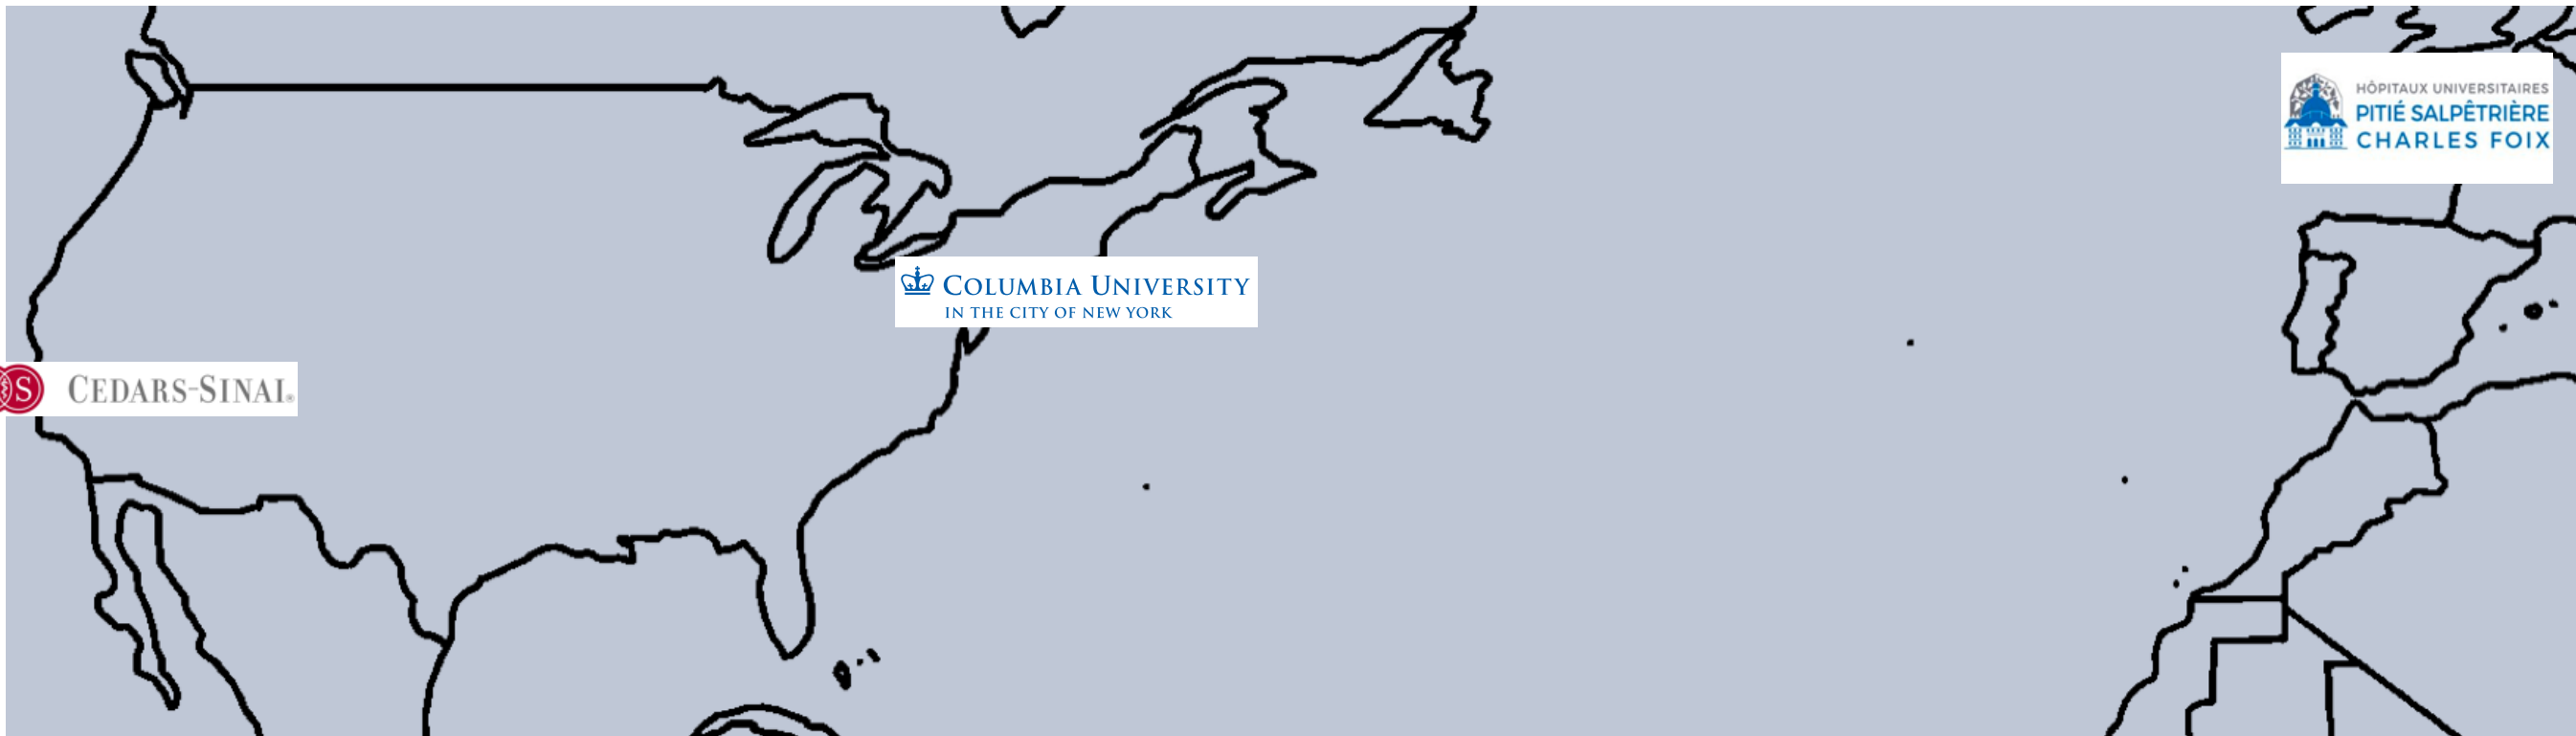 HÔPITAUX UNIVERSITAIRES
PITIÉ SALPÊTRIÈRE
CHARLES FOIX
COLUMBIA UNIVERSITY
IN THE CITY OF NEW YORK
S CEDARS-SINAI®